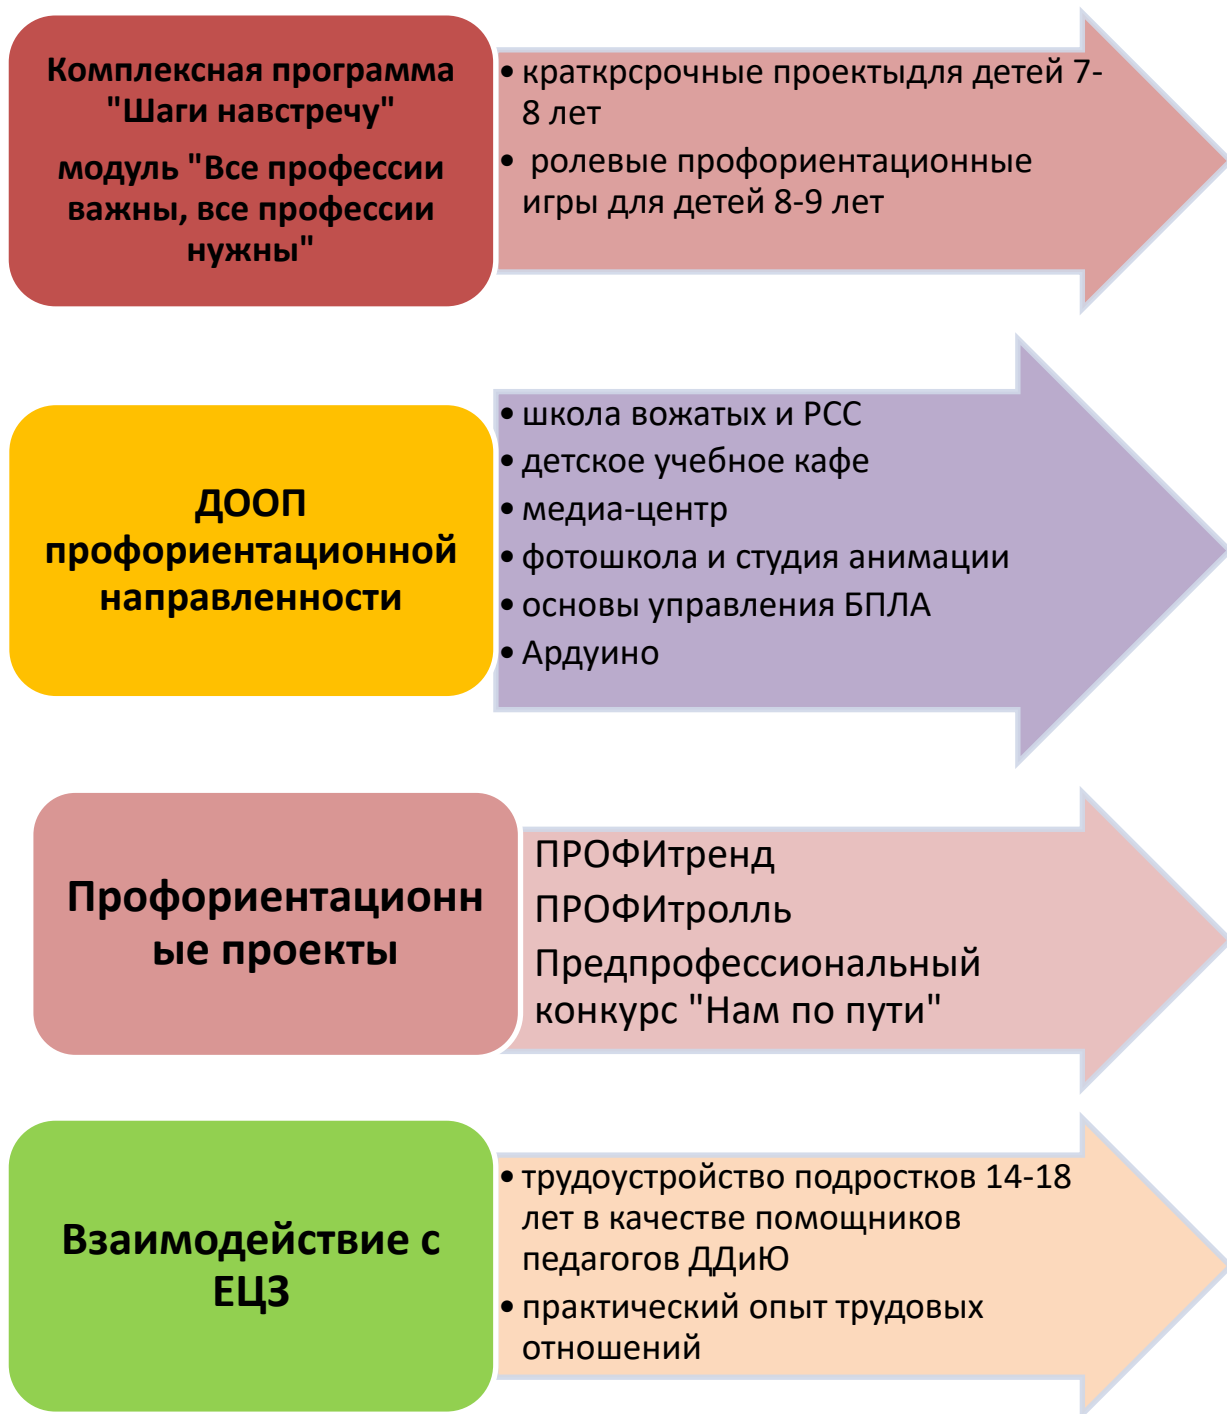 Комплексная программа
"Шаги навстречу"
модуль "Все профессии
важны, все профессии
нужны"
• краткрсрочные проектыдля детей 7-
8 лет
• ролевые профориентационные
игры для детей 8-9 лет
ДООП
профориентационной
направленности
• школа вожатых и РСС
• детское учебное кафе
• медиа-центр
• фотошкола и студия анимации
• основы управления БПЛА
• Ардуино
Профориентационн
ые проекты
ПРОФИтренд
ПРОФИтролль
Предпрофессиональный
конкурс "Нам по пути"
Взаимодействие с
ЕЦЗ
• трудоустройство подростков 14-18
лет в качестве помощников
педагогов ДДиЮ
• практический опыт трудовых
отношений